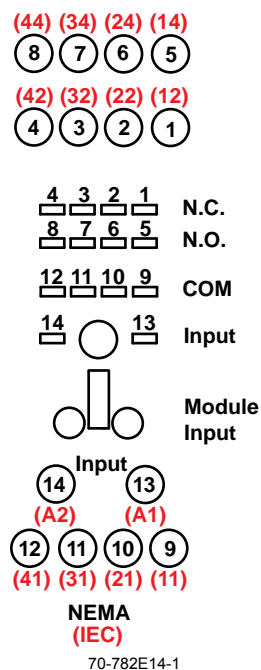 (44) (34) (24) (14)
8 7 6 5
(42) (32) (22) (12)
4 3 2 1
4 3 2 1 N.C.
8 7 6 5 N.O.
12 11 10 9 COM
14 13 Input
Module
Input
Input
14 13
(A2) (A1)
12 11 10 9
(41) (31) (21) (11)
NEMA
(IEC)
70-782E14-1